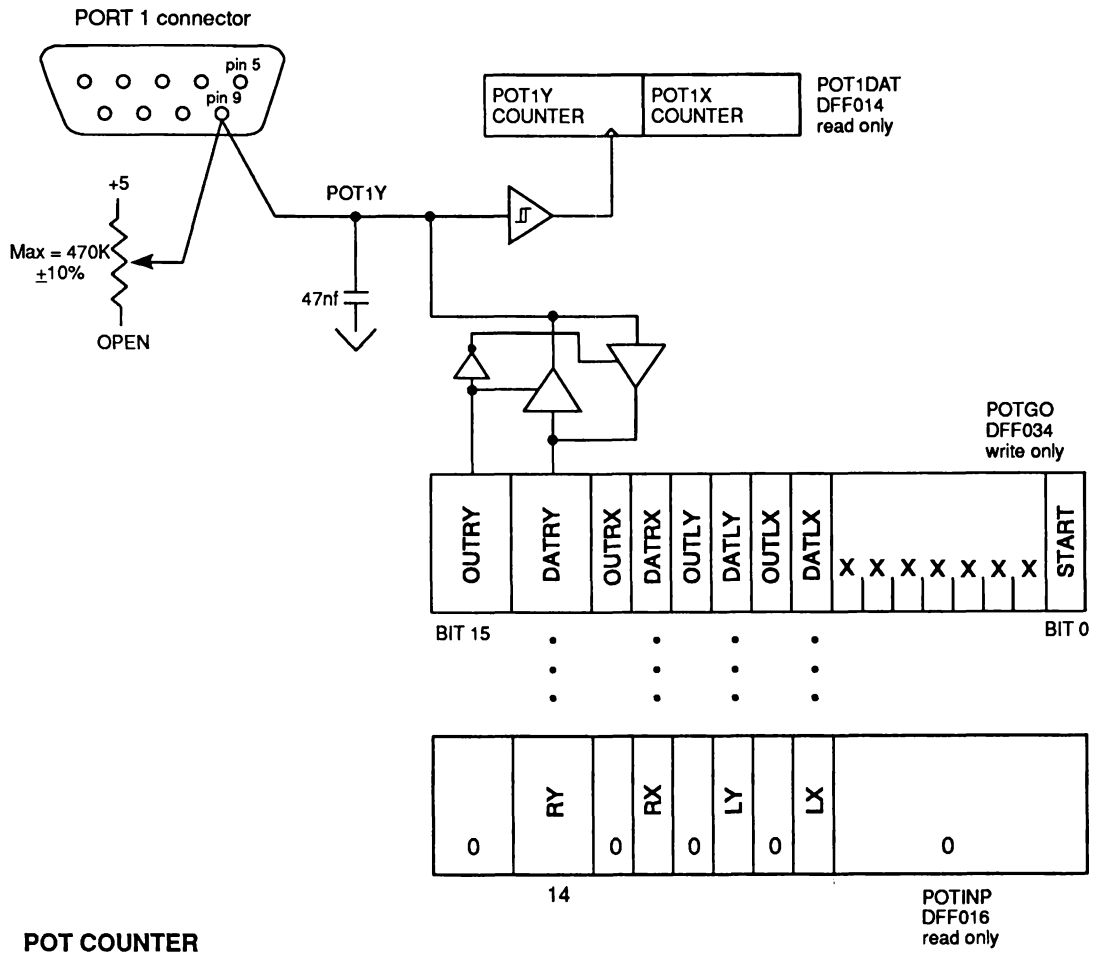 PORT 1 connector
pin 5
pin 9
POT1Y
COUNTER
POT1X
COUNTER
POT1DAT
DFF014
read only
+5
POT1Y
Max = 470K
±10%
47nf
OPEN
POTGO
DFF034
write only
OUTRY
DATRY
OUTRX
DATRX
OUTLY
DATLY
OUTLX
DATLX
X X X X X X X
START
BIT 15
BIT 0
RY
RX
LY
LX
0 0 0 0 0
14
POTINP
DFF016
read only
POT COUNTER